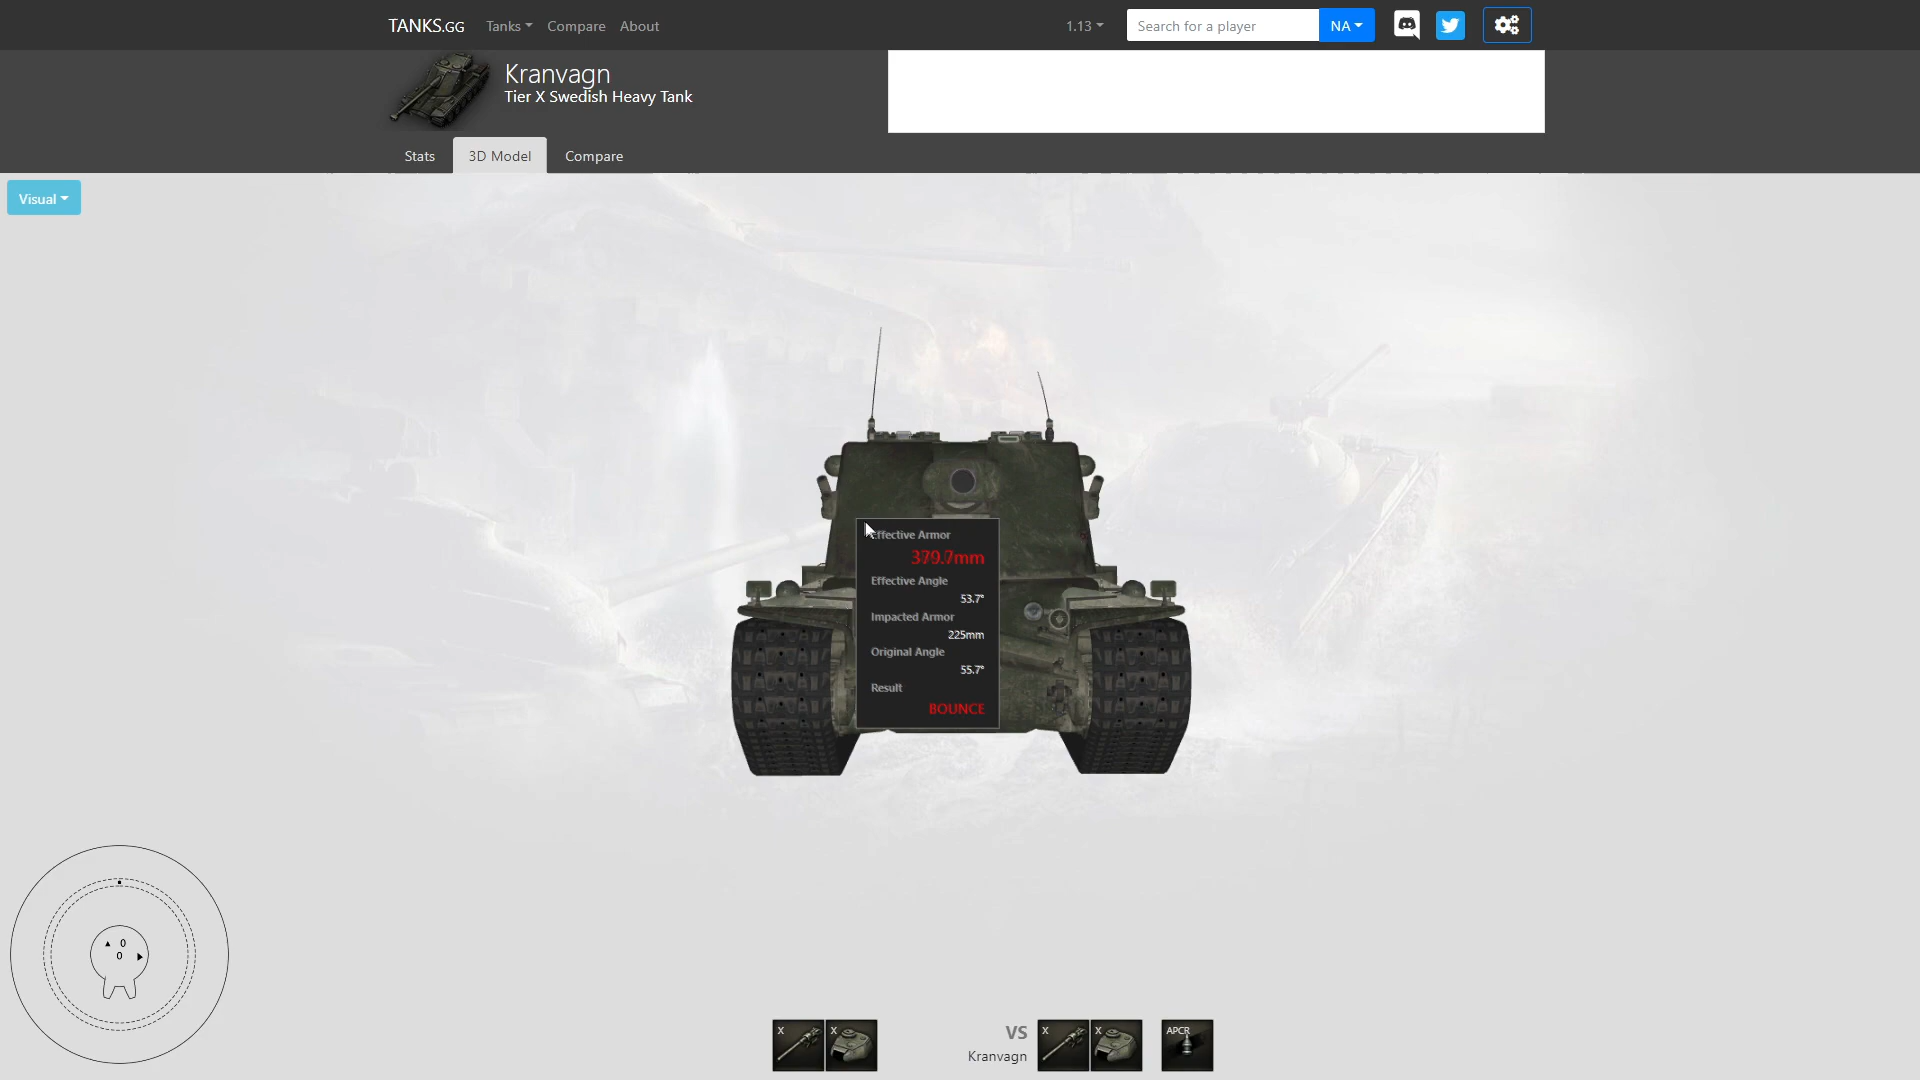 TANKS.GG Tanks Compare About 1.13 Search for a player NA
Kranvagn
Tier X Swedish Heavy Tank
Stats 3D Model Compare
Visual
Effective Armor
379.7mm
Effective Angle
53.7°
Impacted Armor
225mm
Original Angle
55.7°
Result
BOUNCE
0
0
X X VS X X APCR
Kranvagn